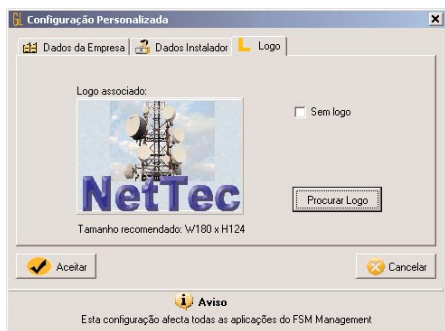 GL Configuração Personalizada
Dados da Empresa
Dados Instalador
L Logo
Logo associado:
NetTec
Sem logo
Procurar Logo
Tamanho recomendado: W180 x H124
Aceitar
Cancelar
Aviso
Esta configuração afecta todas as aplicações do FSM Management